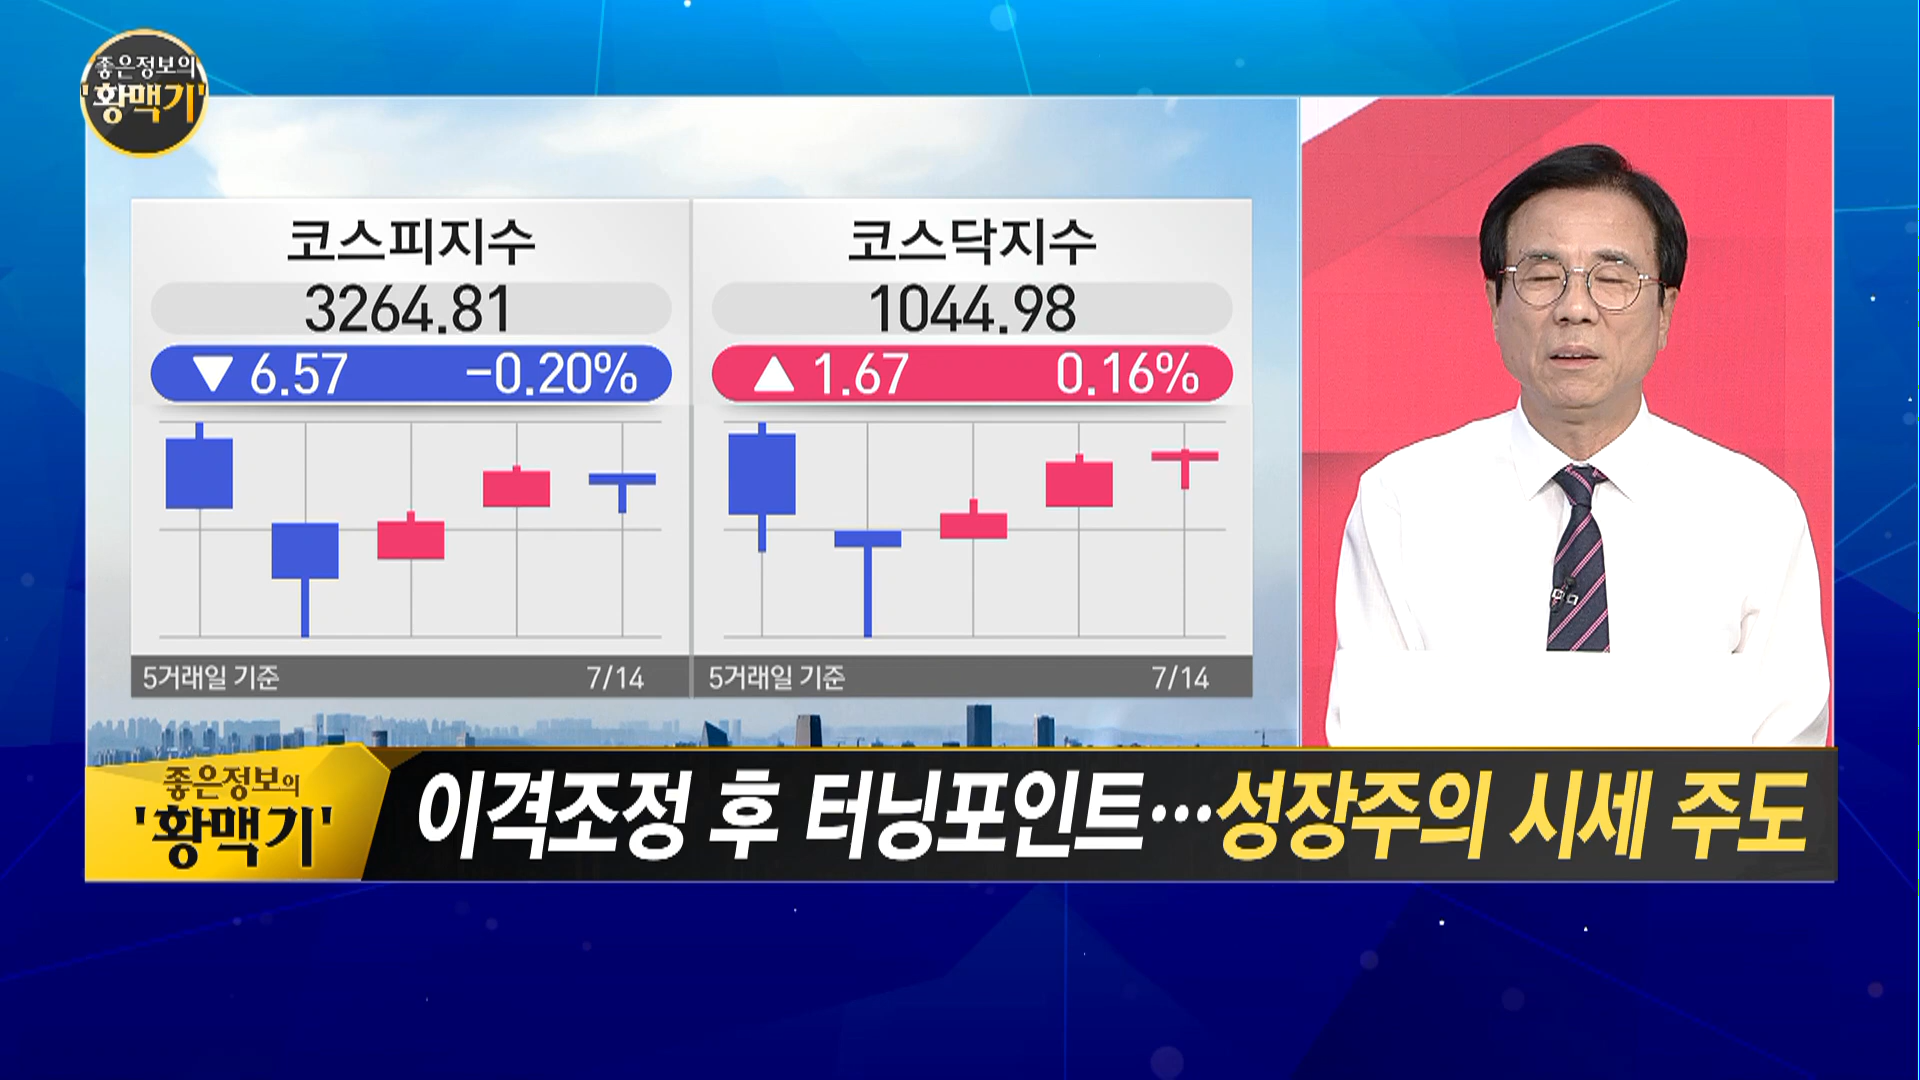 좋은정보의
'황맥기'
코스피지수
3264.81
▼ 6.57 -0.20%
5거래일 기준 7/14
코스닥지수
1044.98
▲ 1.67 0.16%
5거래일 기준 7/14
좋은정보의
'황맥기'
이격조정 후 터닝포인트…성장주의 시세 주도